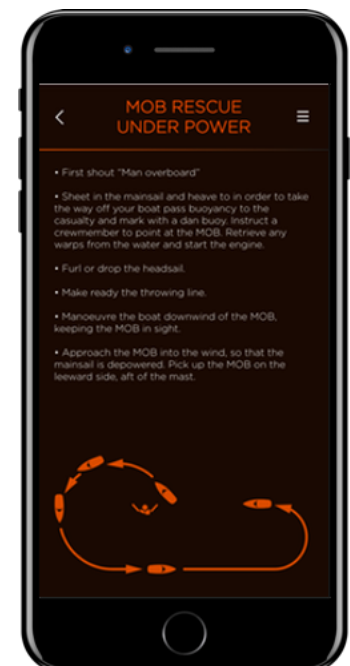 MOB RESCUE
UNDER POWER
• First shout "Man overboard"
• Sheet in the mainsail and heave to in order to take
the way off your boat pass buoyancy to the
casualty and mark with a dan buoy. Instruct a
crewmember to point at the MOB. Retrieve any
warps from the water and start the engine.
• Furl or drop the headsail.
• Make ready the throwing line.
• Manoeuvre the boat downwind of the MOB,
keeping the MOB in sight.
• Approach the MOB into the wind, so that the
mainsail is depowered. Pick up the MOB on the
leeward side, aft of the mast.